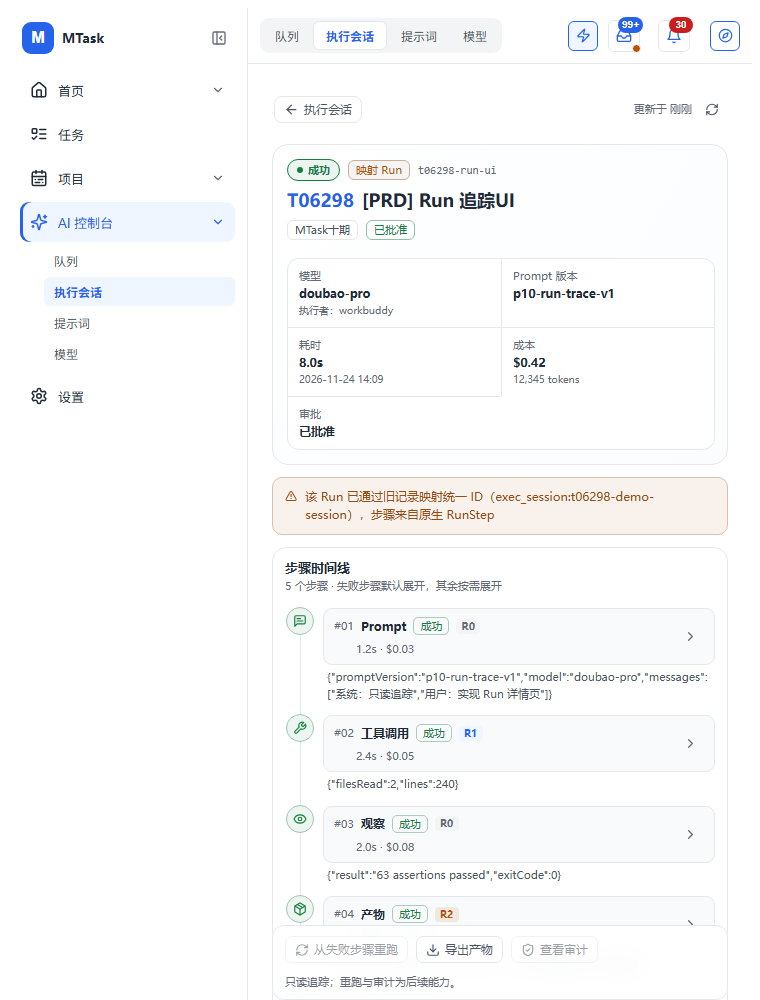 M MTask
首页
任务
项目
AI 控制台
队列
执行会话
提示词
模型
设置
队列 执行会话 提示词 模型 99+ 30
执行会话 更新于 刚刚
成功 映射 Run t06298-run-ui
T06298 [PRD] Run 追踪UI
MTask十期 已批准
模型
doubao-pro
执行者：workbuddy
Prompt 版本
p10-run-trace-v1
耗时
8.0s
2026-11-24 14:09
成本
$0.42
12,345 tokens
审批
已批准
该 Run 已通过旧记录映射统一 ID（exec_session:t06298-demo-
session），步骤来自原生 RunStep
步骤时间线
5 个步骤 · 失败步骤默认展开，其余按需展开
#01 Prompt 成功 R0
1.2s · $0.03
{"promptVersion":"p10-run-trace-v1","model":"doubao-pro","messages":
["系统：只读追踪","用户：实现 Run 详情页"]}
#02 工具调用 成功 R1
2.4s · $0.05
{"filesRead":2,"lines":240}
#03 观察 成功 R0
2.0s · $0.08
{"result":"63 assertions passed","exitCode":0}
#04 产物 成功 R2
从失败步骤重跑 导出产物 查看审计
只读追踪；重跑与审计为后续能力。